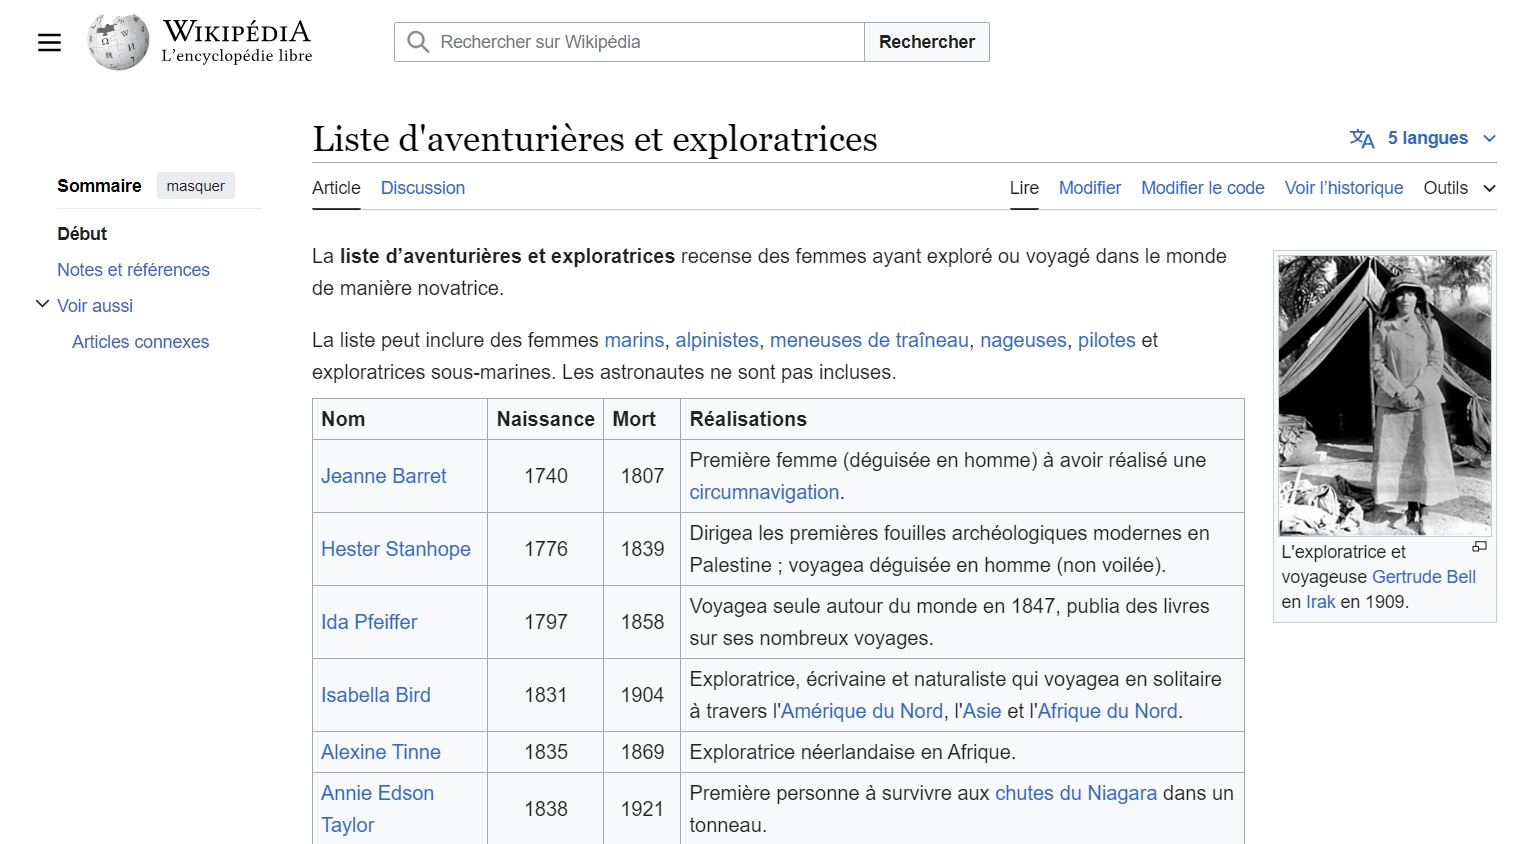 WIKIPÉDIA
L'encyclopédie libre
Rechercher sur Wikipédia
Rechercher
Liste d'aventurières et exploratrices
5 langues
Sommaire
masquer
Début
Notes et références
Voir aussi
Articles connexes
Article
Discussion
Lire
Modifier
Modifier le code
Voir l'historique
Outils
La liste d'aventurières et exploratrices recense des femmes ayant exploré ou voyagé dans le monde
de manière novatrice.
La liste peut inclure des femmes marins, alpinistes, meneuses de traîneau, nageuses, pilotes et
exploratrices sous-marines. Les astronautes ne sont pas incluses.
Nom Naissance Mort Réalisations
Jeanne Barret 1740 1807 Première femme (déguisée en homme) à avoir réalisé une
circumnavigation.
Hester Stanhope 1776 1839 Dirigea les premières fouilles archéologiques modernes en
Palestine ; voyagea déguisée en homme (non voilée).
Ida Pfeiffer 1797 1858 Voyagea seule autour du monde en 1847, publia des livres
sur ses nombreux voyages.
Isabella Bird 1831 1904 Exploratrice, écrivaine et naturaliste qui voyagea en solitaire
à travers l'Amérique du Nord, l'Asie et l'Afrique du Nord.
Alexine Tinne 1835 1869 Exploratrice néerlandaise en Afrique.
Annie Edson
Taylor 1838 1921 Première personne à survivre aux chutes du Niagara dans un
tonneau.
L'exploratrice et
voyageuse Gertrude Bell
en Irak en 1909.